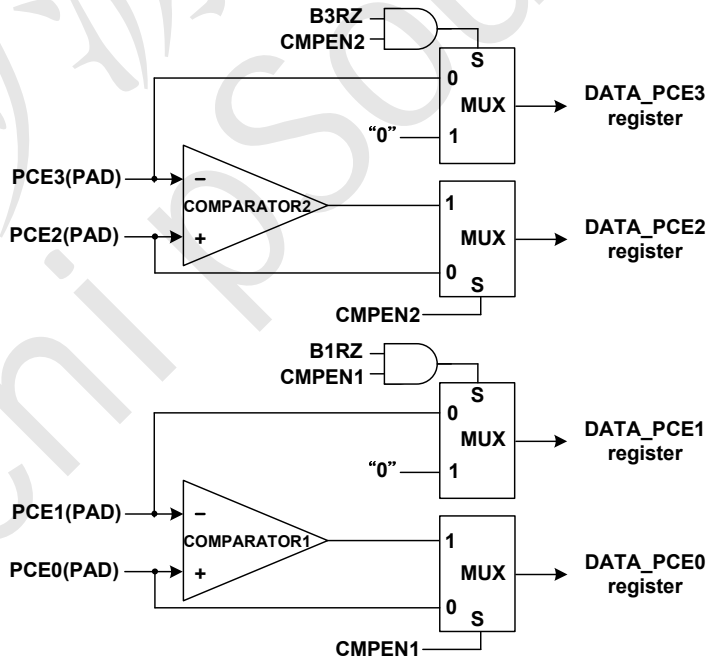 B3RZ
CMPEN2
S
0
MUX
DATA_PCE3
register
“0”
1
PCE3(PAD)
−
COMPARATOR2
PCE2(PAD)
+
1
MUX
DATA_PCE2
register
0
S
CMPEN2
B1RZ
CMPEN1
S
0
MUX
DATA_PCE1
register
“0”
1
PCE1(PAD)
−
COMPARATOR1
PCE0(PAD)
+
1
MUX
DATA_PCE0
register
0
S
CMPEN1